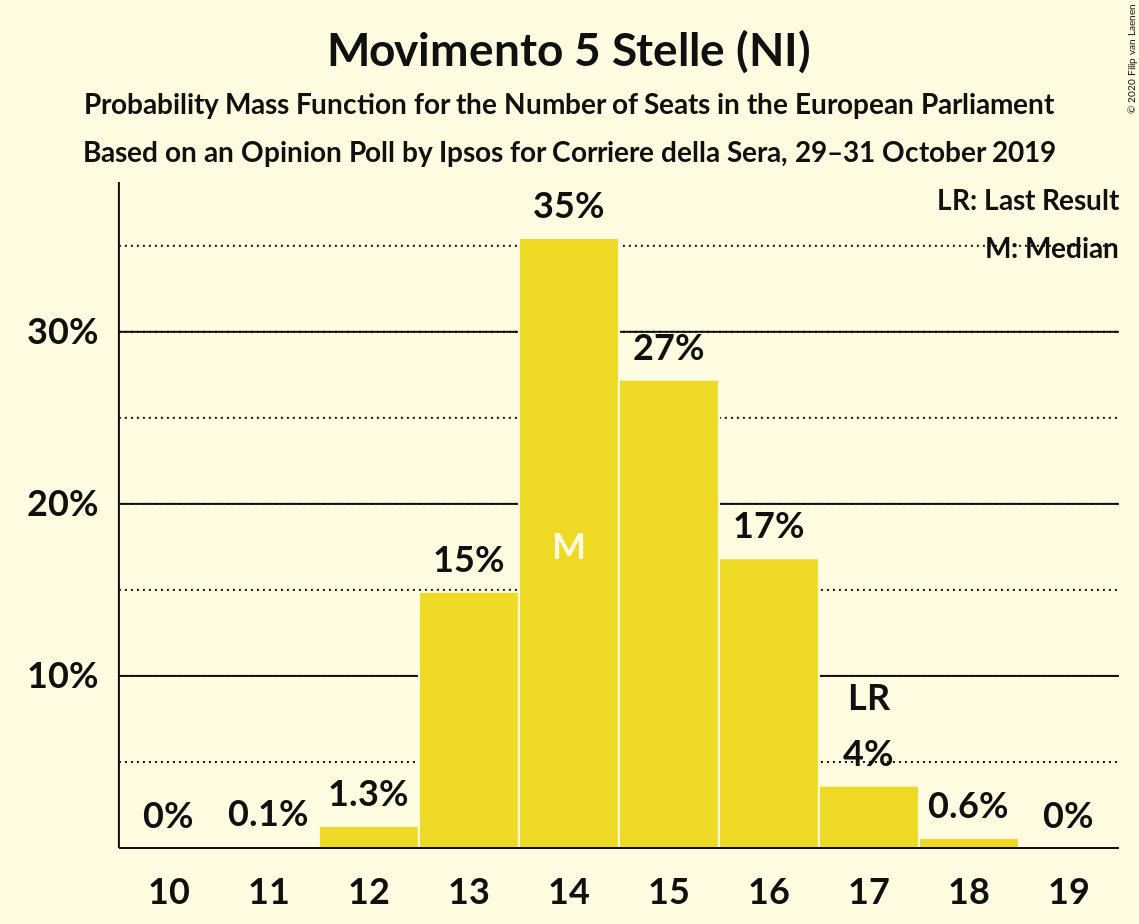 Movimento 5 Stelle (NI)
Probability Mass Function for the Number of Seats in the European Parliament
Based on an Opinion Poll by Ipsos for Corriere della Sera, 29–31 October 2019
© 2020 Filip van Laenen
LR: Last Result
M: Median
30%
20%
10%
0%
0.1%
1.3%
15%
35%
M
27%
17%
LR
4%
0.6%
0%
10 11 12 13 14 15 16 17 18 19